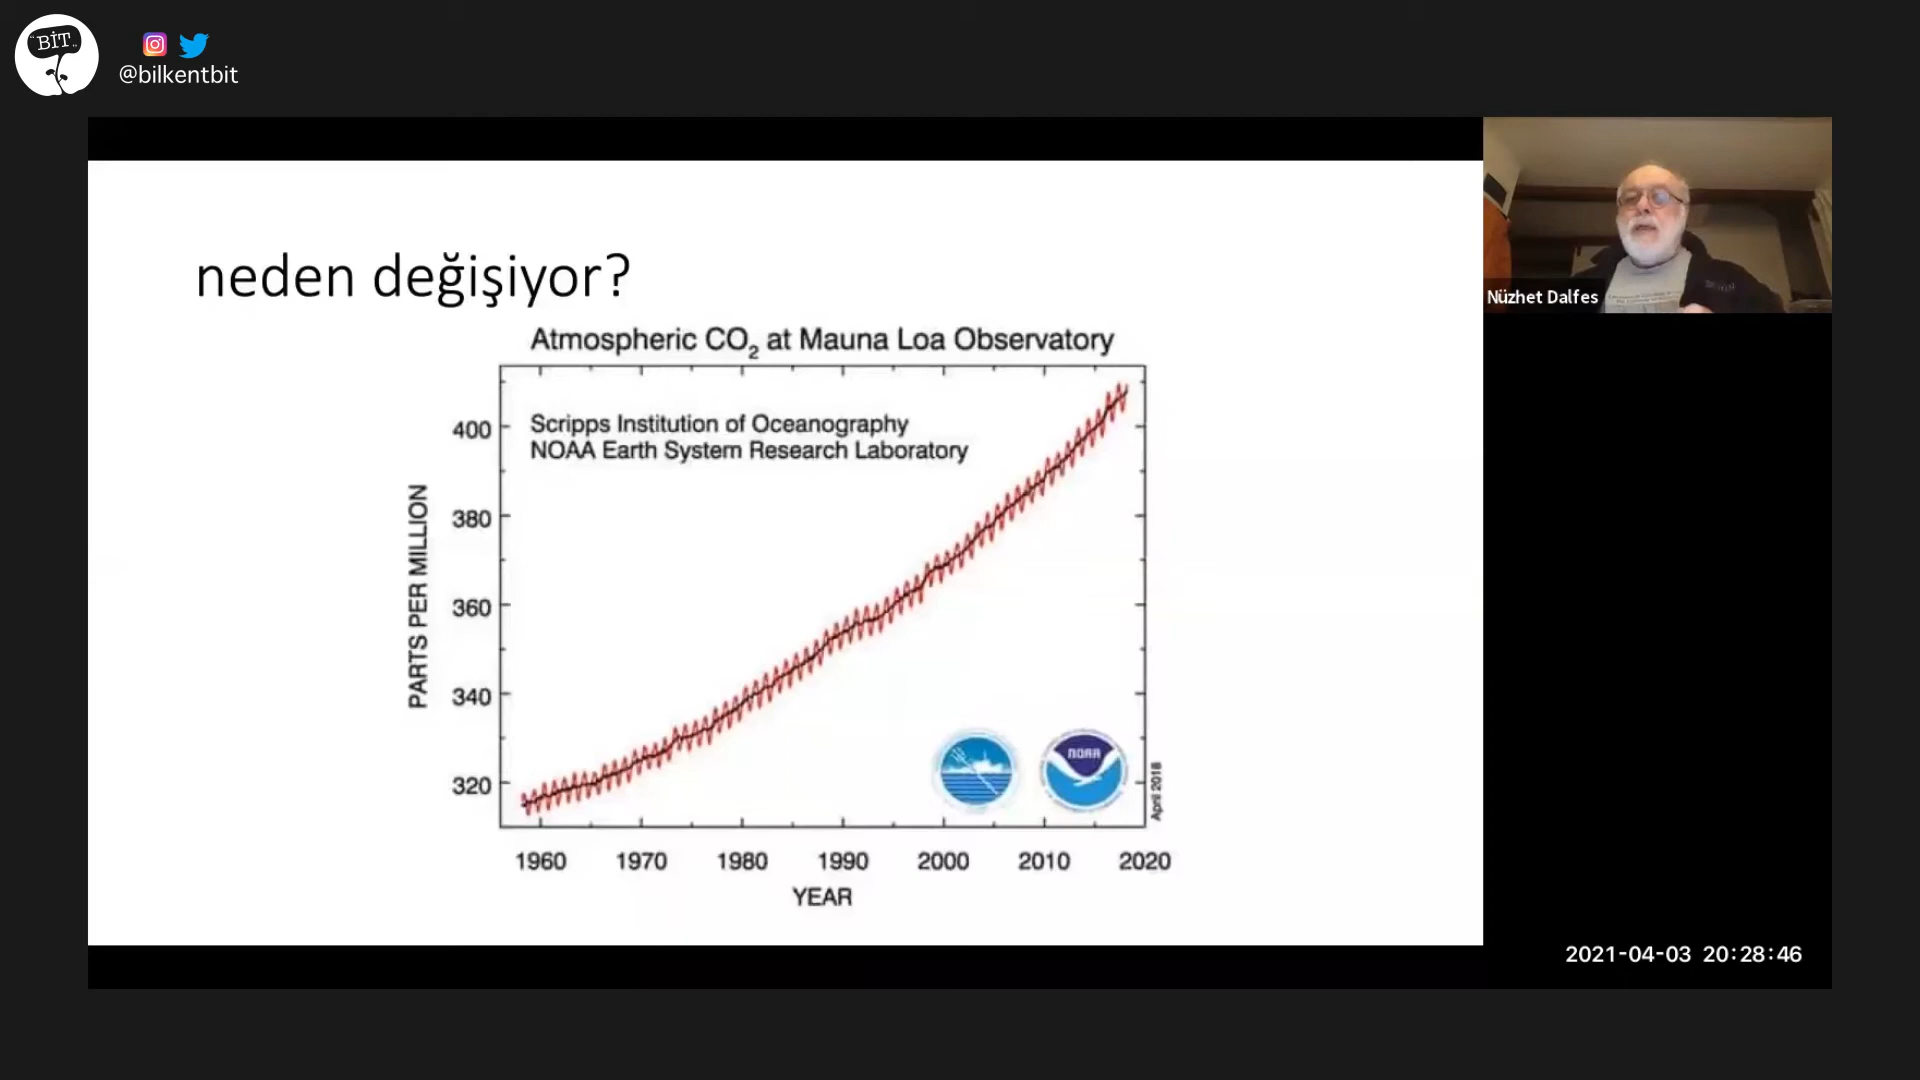 BİT
@bilkentbit
neden değişiyor?
Atmospheric CO₂ at Mauna Loa Observatory
Scripps Institution of Oceanography
NOAA Earth System Research Laboratory
PARTS PER MILLION
400
380
360
340
320
1960 1970 1980 1990 2000 2010 2020
YEAR
NOAA
April 2018
Nüzhet Dalfes
2021-04-03 20:28:46